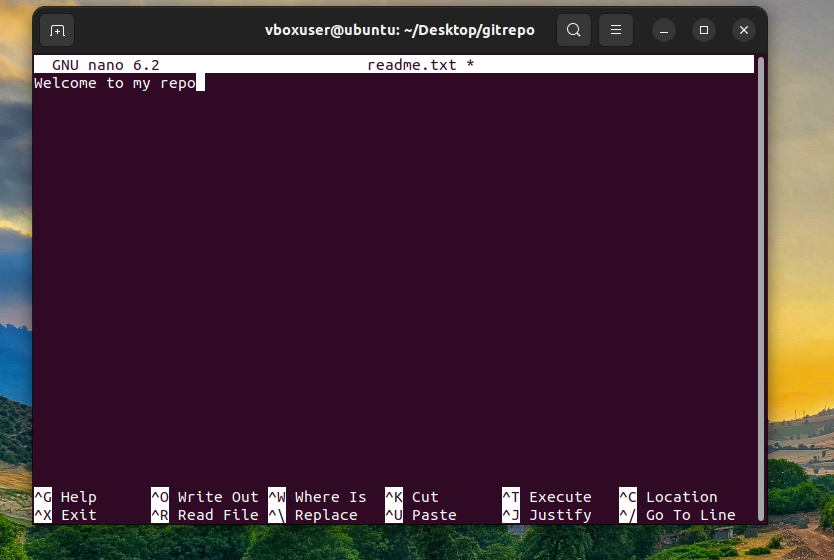 vboxuser@ubuntu: ~/Desktop/gitrepo
GNU nano 6.2 readme.txt *
Welcome to my repo
^G Help ^O Write Out ^W Where Is ^K Cut ^T Execute ^C Location
^X Exit ^R Read File ^\ Replace ^U Paste ^J Justify ^/ Go To Line